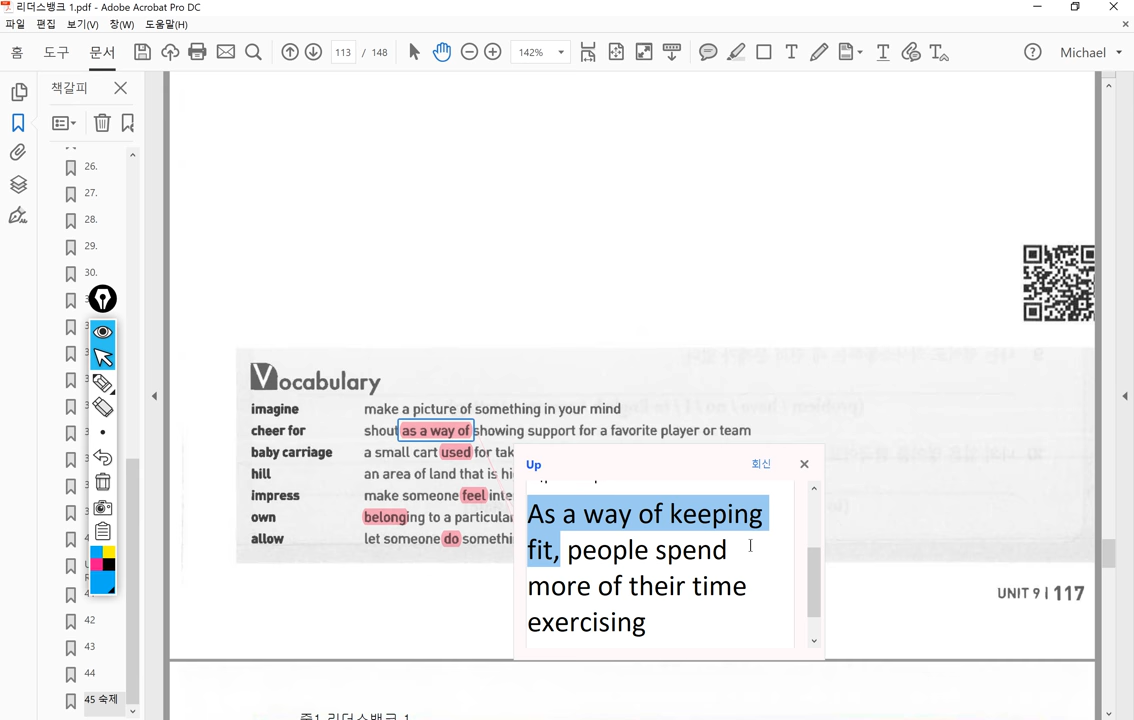 리더스뱅크 1.pdf - Adobe Acrobat Pro DC
파일 편집 보기(V) 창(W) 도움말(H)
홈 도구 문서 113 / 148 142% Michael
책갈피
26.
27.
28.
29.
30.
42
43
44
45 숙제
Vocabulary
imagine make a picture of something in your mind
cheer for shout as a way of showing support for a favorite player or team
baby carriage a small cart used for tak
hill an area of land that is hi
impress make someone feel inte
own belonging to a particular
allow let someone do somethi
Up 회신
As a way of keeping
fit, people spend
more of their time
exercising
UNIT 9 | 117
중1 리더스뱅크 1